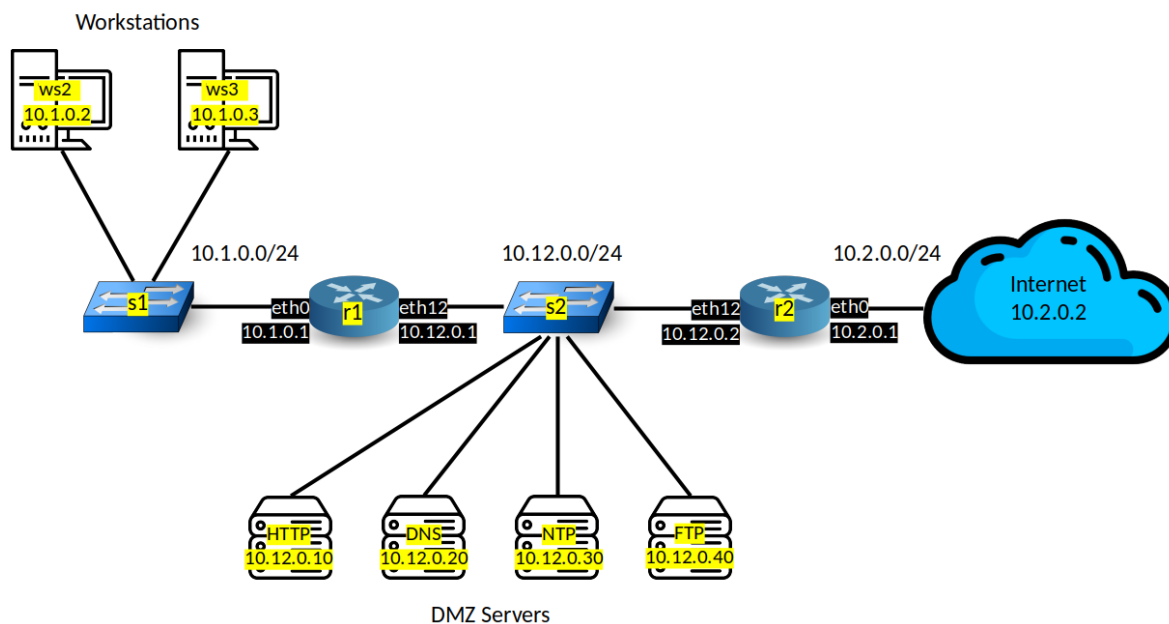 Workstations
ws2
10.1.0.2
ws3
10.1.0.3
10.1.0.0/24
10.12.0.0/24
10.2.0.0/24
s1
eth0
10.1.0.1
r1
eth12
10.12.0.1
s2
eth12
10.12.0.2
r2
eth0
10.2.0.1
Internet
10.2.0.2
HTTP
10.12.0.10
DNS
10.12.0.20
NTP
10.12.0.30
FTP
10.12.0.40
DMZ Servers